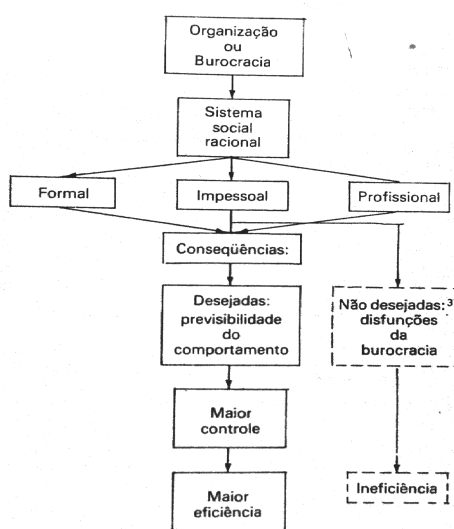 Organização
ou
Burocracia
Sistema
social
racional
Formal
Impessoal
Profissional
Conseqüências:
Desejadas:
previsibilidade
do
comportamento
Não desejadas:³
disfunções
da
burocracia
Maior
controle
Maior
eficiência
Ineficiência